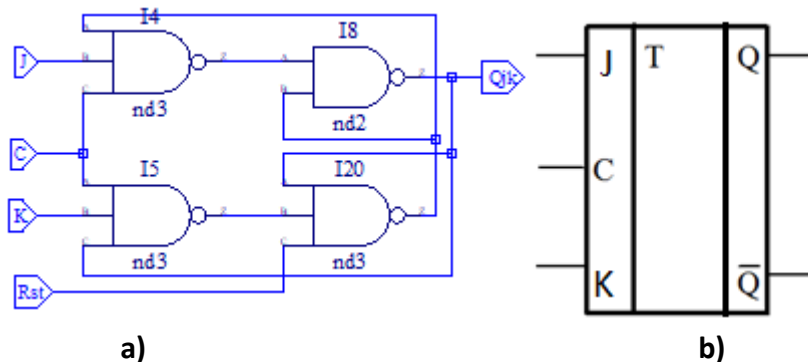 I4
I8
A
B
C
Z
A
B
Z
J
nd3
nd2
Qjk
C
I5
I20
A
B
C
Z
A
B
C
Z
K
nd3
nd3
Rst
a)
J T Q
C
K Q̅
b)